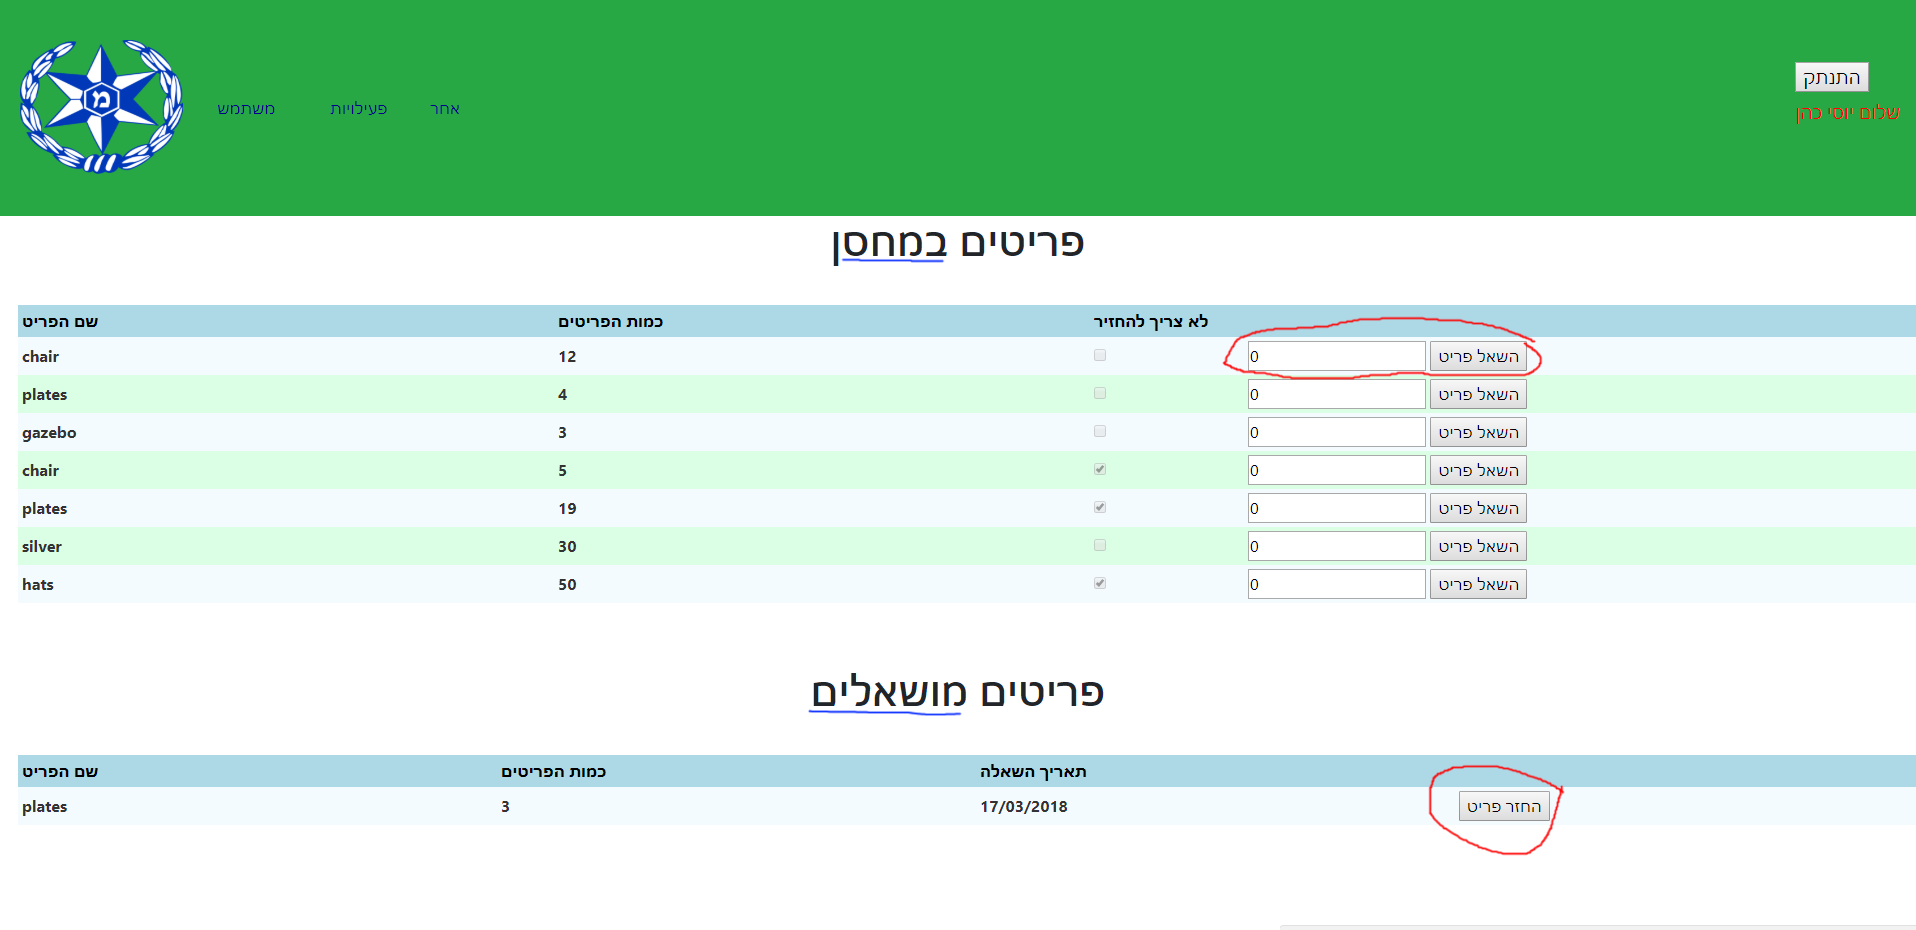 התנתק
שלום יוסי כהן
מ
משתמש פעילויות אחר
פריטים במחסן
שם הפריט כמות הפריטים לא צריך להחזיר
chair 12 0 השאל פריט
plates 4 0 השאל פריט
gazebo 3 0 השאל פריט
chair 5 0 השאל פריט
plates 19 0 השאל פריט
silver 30 0 השאל פריט
hats 50 0 השאל פריט
פריטים מושאלים
שם הפריט כמות הפריטים תאריך השאלה
plates 3 17/03/2018 החזר פריט